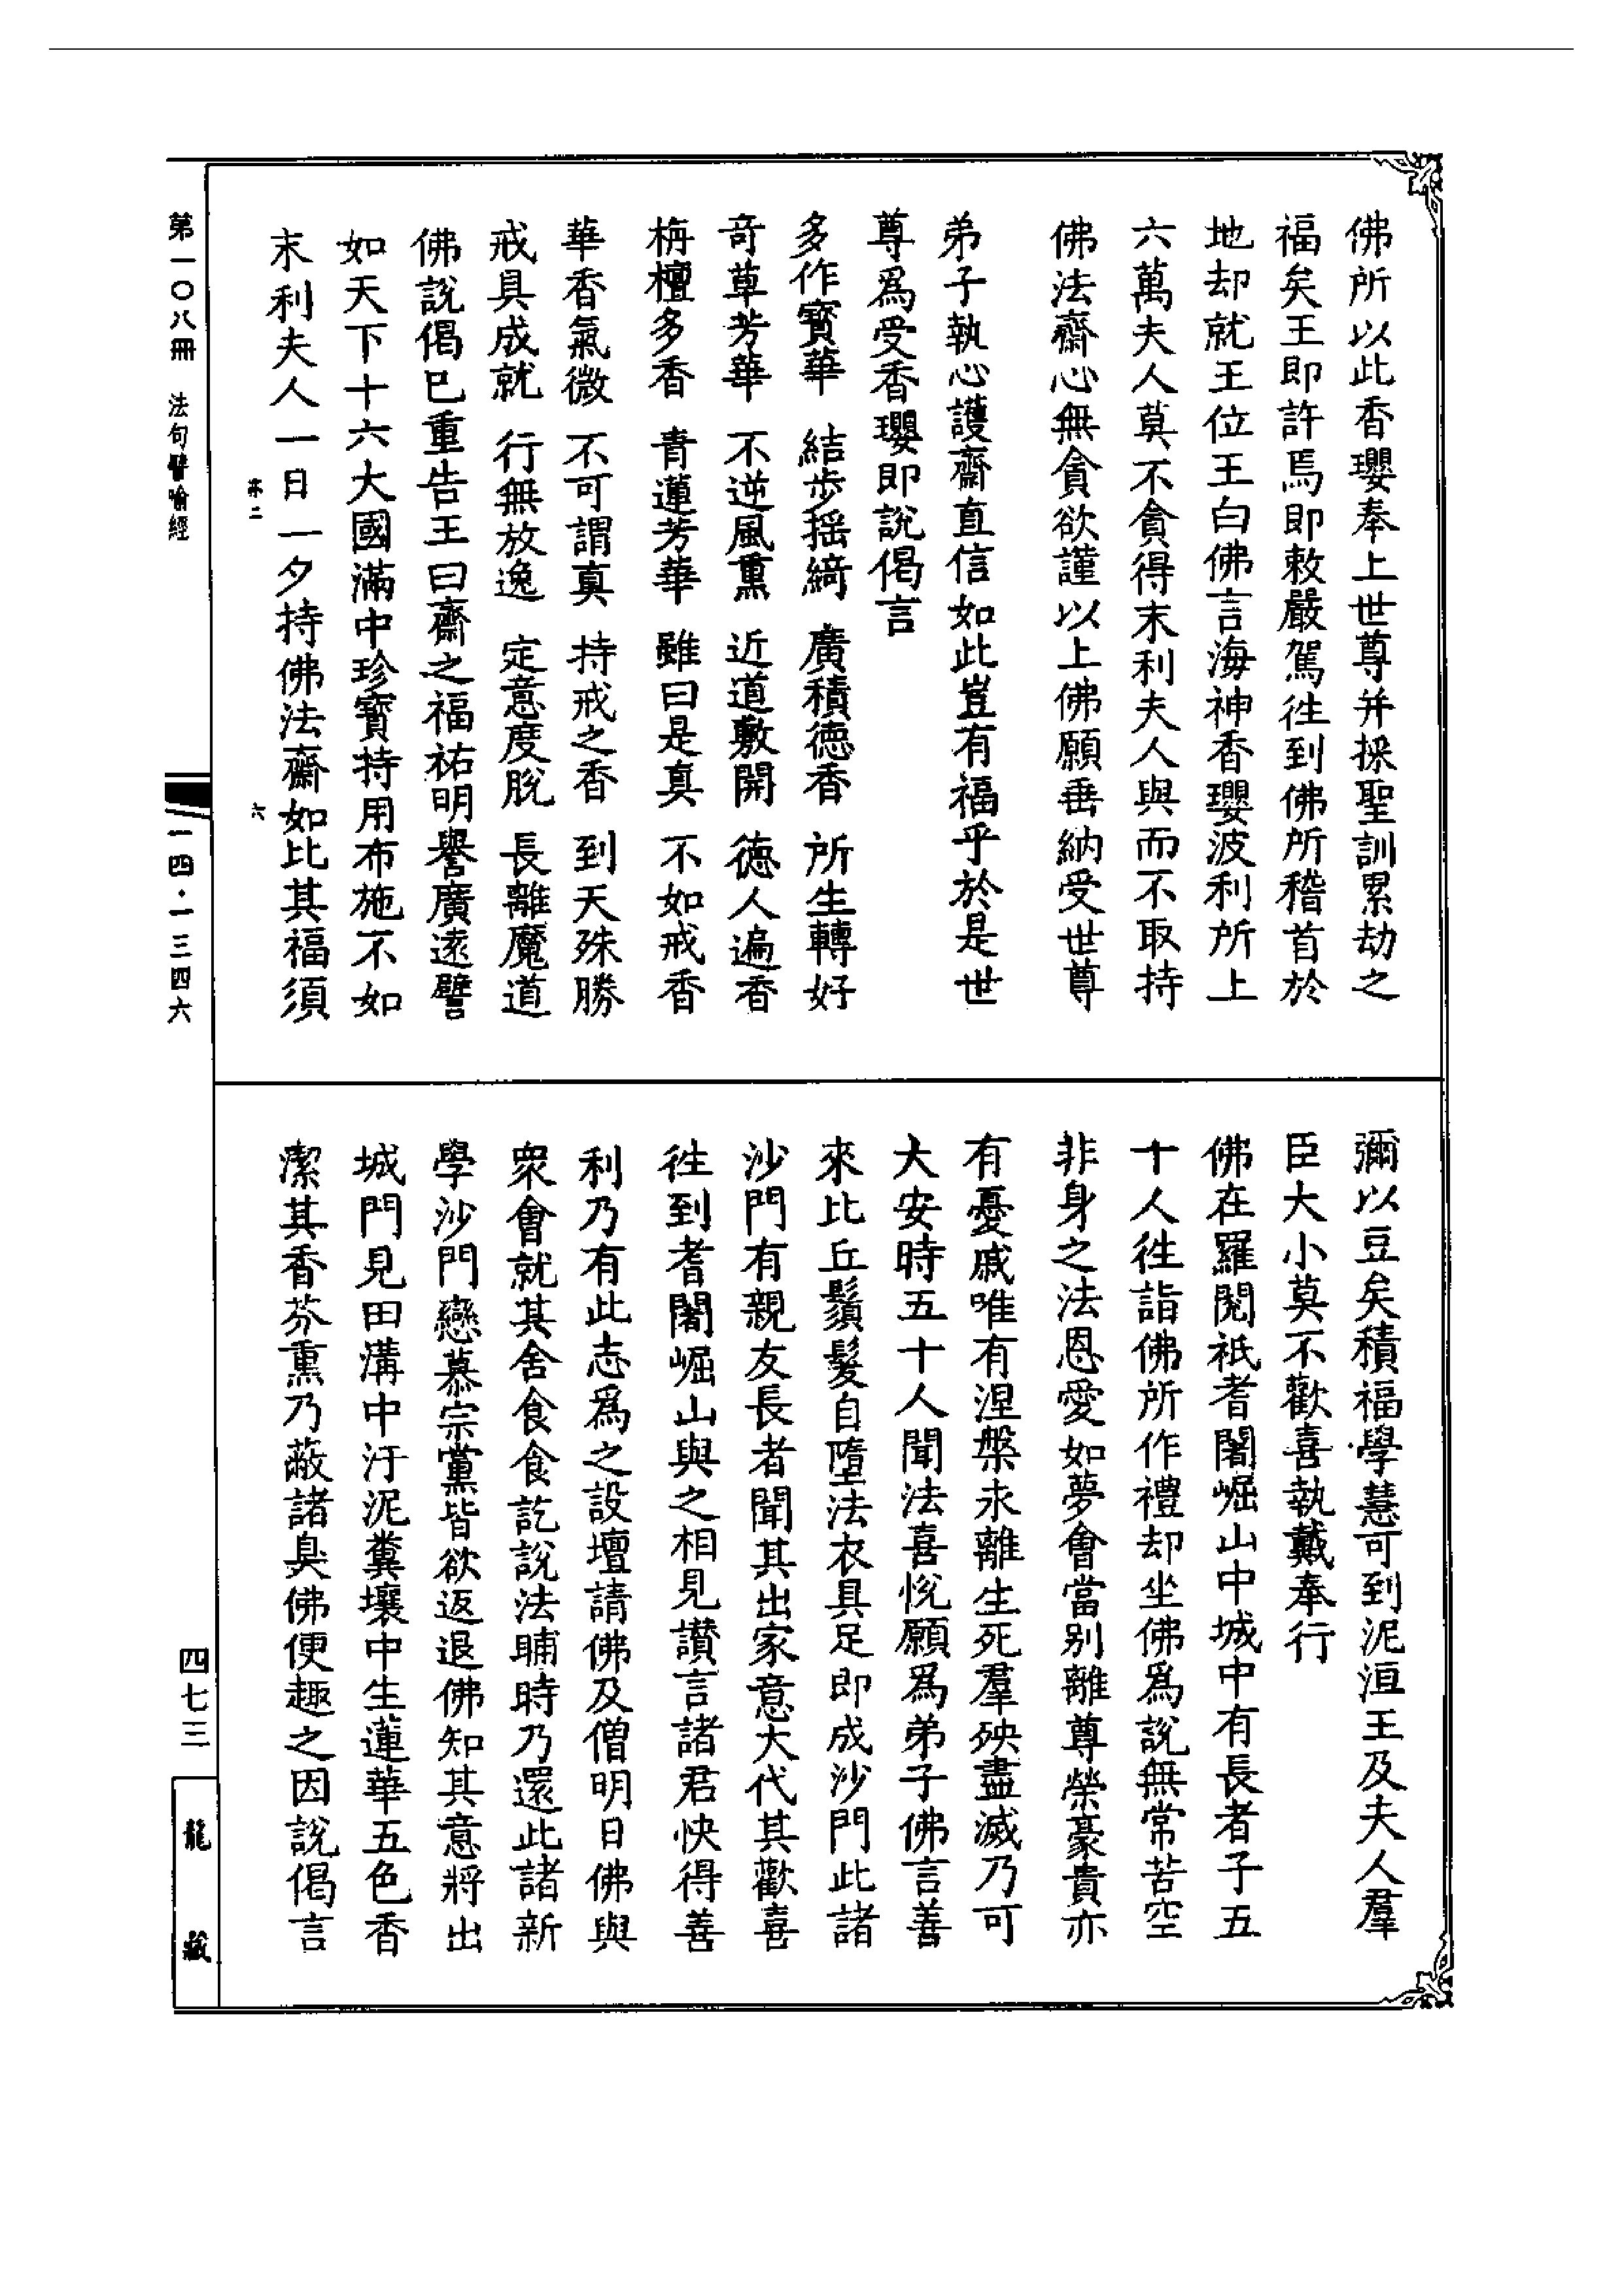 佛所以此香瓔奉上世尊并採聖訓累劫之
福矣王即許焉即敕嚴駕往到佛所稽首於
地却就王位王白佛言海神香瓔波利所上
六萬夫人莫不貪得末利夫人與而不取持
佛法齋心無貪欲謹以上佛願垂納受世尊
弟子執心護齋直信如此豈有福乎於是世
尊爲受香瓔即說偈言
多作寶華　結步搖綺　廣積德香　所生轉好
奇草芳華　不逆風熏　近道敷開　德人遍香
栴檀多香　青蓮芳華　雖曰是真　不如戒香
華香氣微　不可謂真　持戒之香　到天殊勝
戒具成就　行無放逸　定意度脫　長離魔道
佛說偈已重告王曰齋之福祐明譽廣遠譬
如天下十六大國滿中珍寶持用布施不如
末利夫人一日一夕持佛法齋如比其福須
彌以豆矣積福學慧可到泥洹王及夫人羣
臣大小莫不歡喜執戴奉行
佛在羅閱祇耆闍崛山中城中有長者子五
十人往詣佛所作禮却坐佛爲說無常苦空
非身之法恩愛如夢會當別離尊榮豪貴亦
有憂慼唯有涅槃永離生死羣殃盡滅乃可
大安時五十人聞法喜悅願爲弟子佛言善
來比丘鬚髮自墮法衣具足即成沙門此諸
沙門有親友長者聞其出家意大代其歡喜
往到耆闍崛山與之相見讚言諸君快得善
利乃有此志爲之設壇請佛及僧明日佛與
衆會就其舍食食訖說法晡時乃還此諸新
學沙門戀慕宗黨皆欲返退佛知其意將出
城門見田溝中汙泥糞壤中生蓮華五色香
潔其香芬熏乃蔽諸臭佛便趣之因說偈言
第一〇八冊　法句譬喻經
一四・一三四六
六
四七三
龍藏